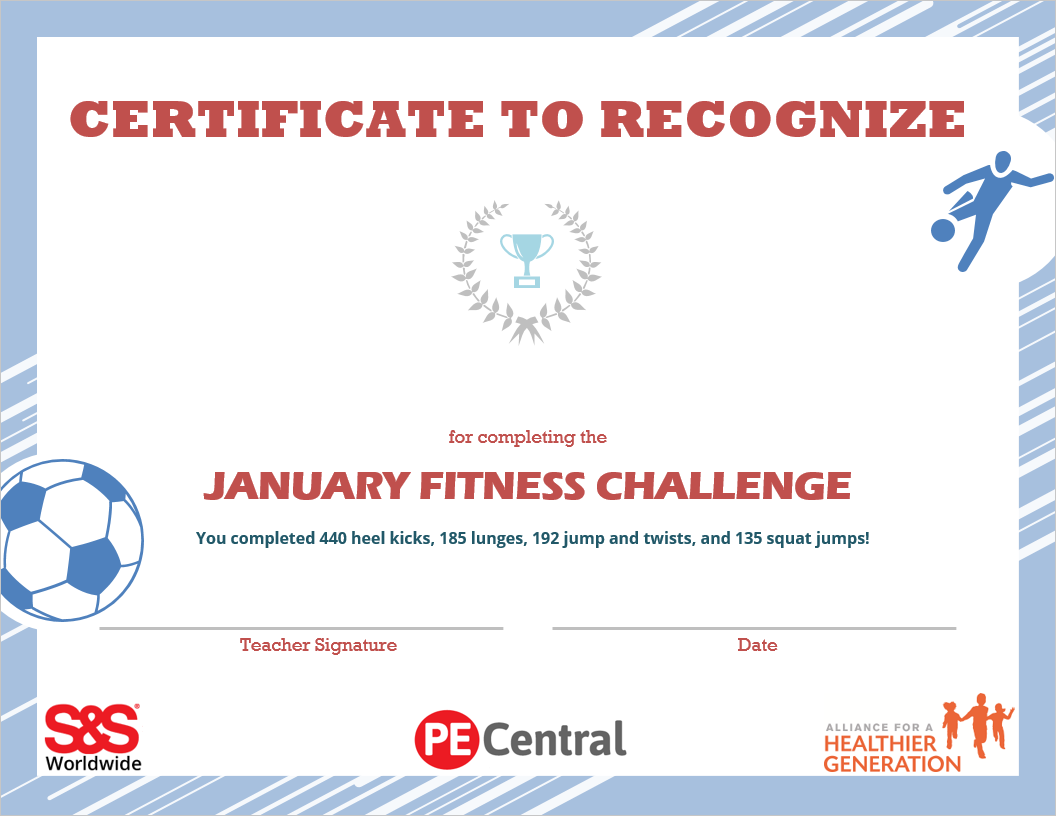 CERTIFICATE TO RECOGNIZE
for completing the
JANUARY FITNESS CHALLENGE
You completed 440 heel kicks, 185 lunges, 192 jump and twists, and 135 squat jumps!
Teacher Signature
Date
S&S®
Worldwide
PE Central
ALLIANCE FOR A
HEALTHIER
GENERATION